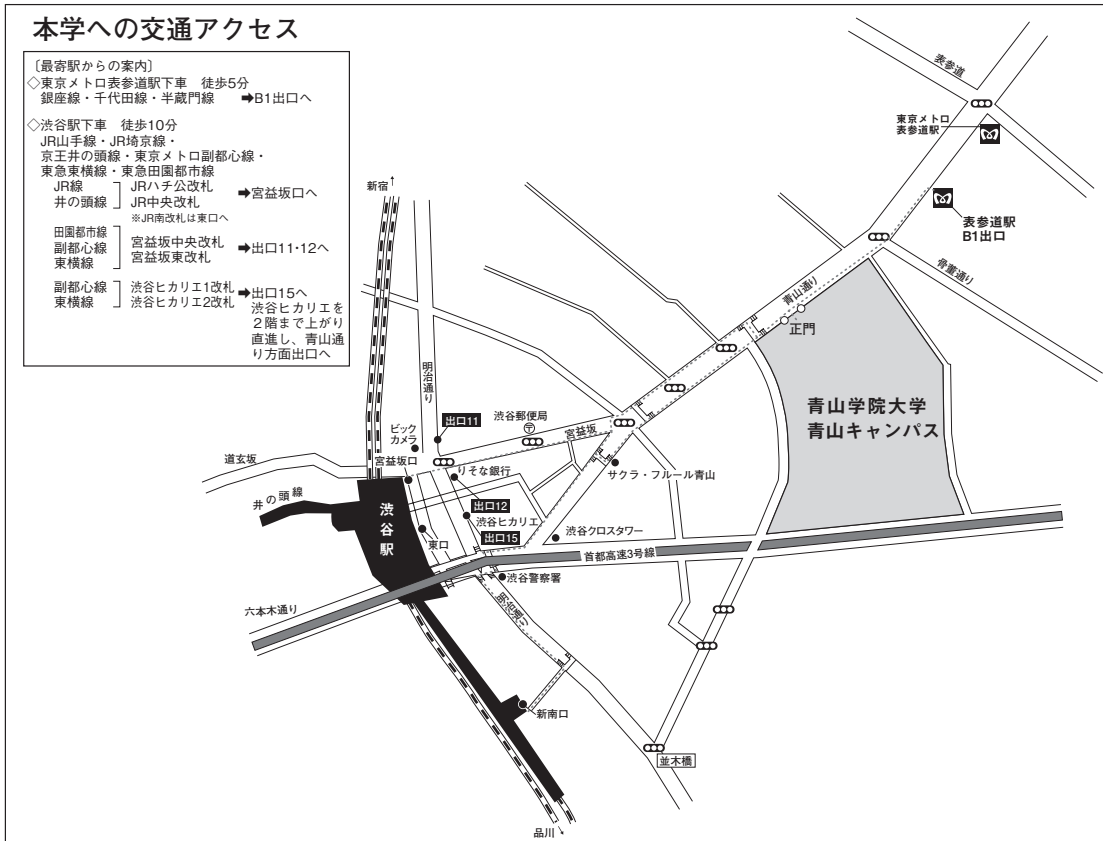 本学への交通アクセス
〔最寄駅からの案内〕
◇東京メトロ表参道駅下車 徒歩5分
銀座線・千代田線・半蔵門線 ➡B1出口へ
◇渋谷駅下車 徒歩10分
JR山手線・JR埼京線・
京王井の頭線・東京メトロ副都心線・
東急東横線・東急田園都市線
JR線 JRハチ公改札
井の頭線 JR中央改札
➡宮益坂口へ
※JR南改札は東口へ
田園都市線
副都心線 宮益坂中央改札
東横線 宮益坂東改札
➡出口11・12へ
副都心線 渋谷ヒカリエ1改札
東横線 渋谷ヒカリエ2改札
➡出口15へ
渋谷ヒカリエを
2階まで上がり
直進し、青山通
り方面出口へ
表参道
東京メトロ
表参道駅
表参道駅
B1出口
新宿↑
骨董通り
青山通り
正門
明治通り
青山学院大学
青山キャンパス
出口11
渋谷郵便局
〒
宮益坂
ビック
カメラ
道玄坂
宮益坂口
りそな銀行
サクラ・フルール青山
井の頭線
渋谷駅
出口12
渋谷ヒカリエ
出口15
東口
渋谷クロスタワー
首都高速3号線
渋谷警察署
六本木通り
明治通り
新南口
並木橋
品川↓